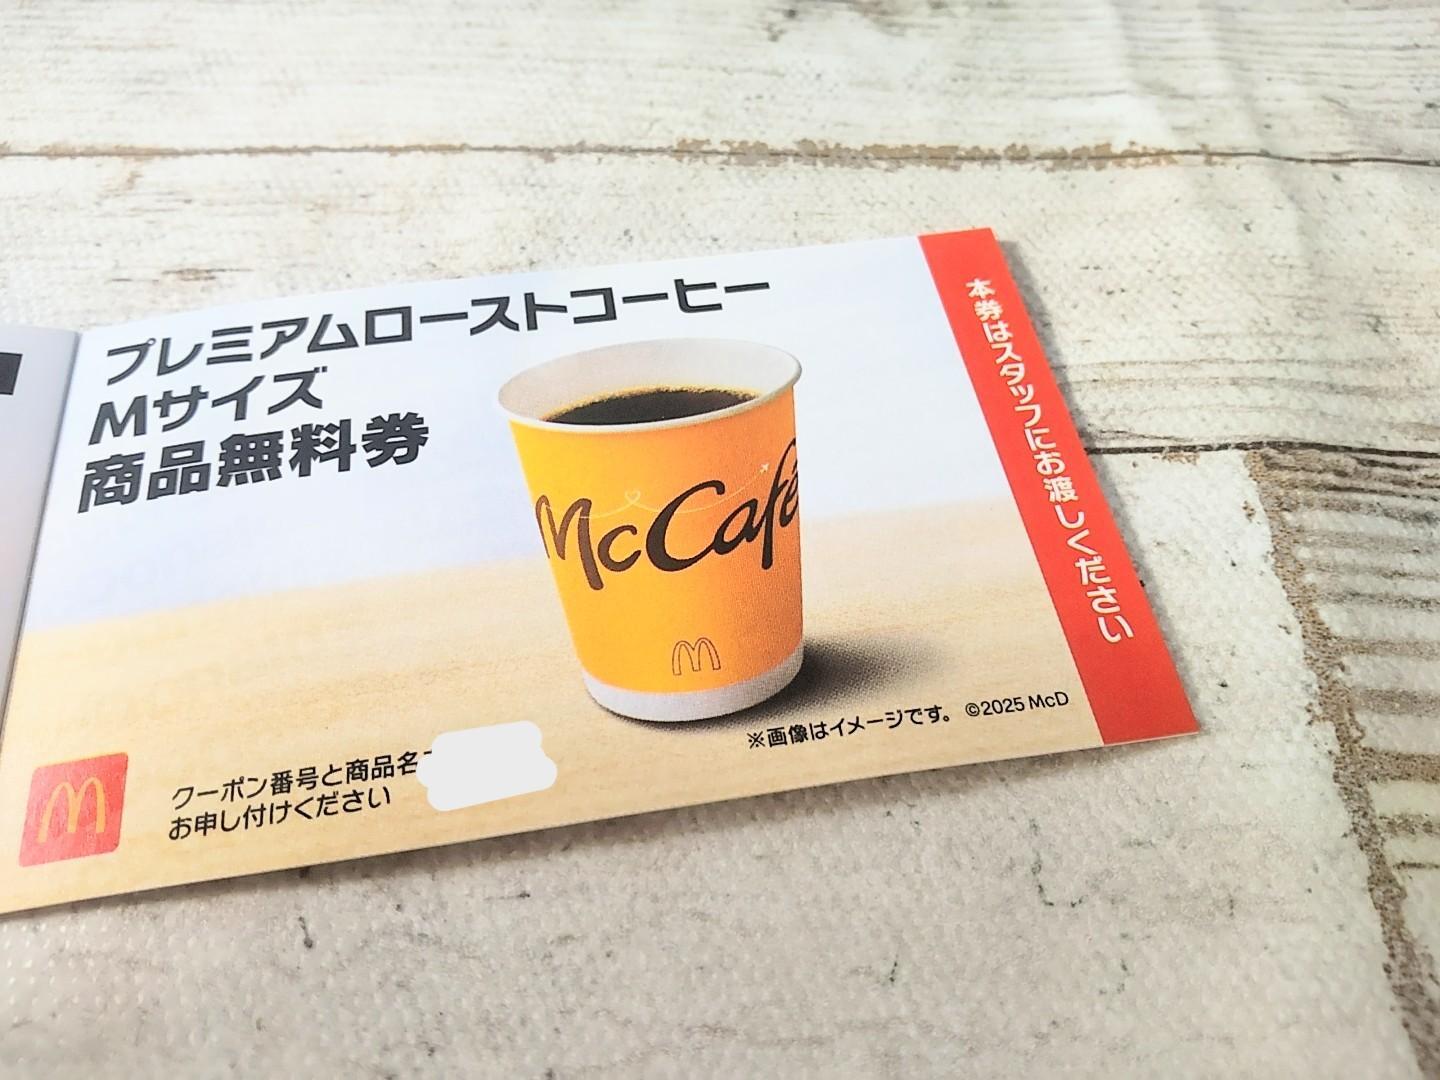 プレミアムローストコーヒー
Mサイズ
商品無料券
McCafé
本券はスタッフにお渡しください
※画像はイメージです。 ©2025 McD
クーポン番号と商品名
お申し付けください